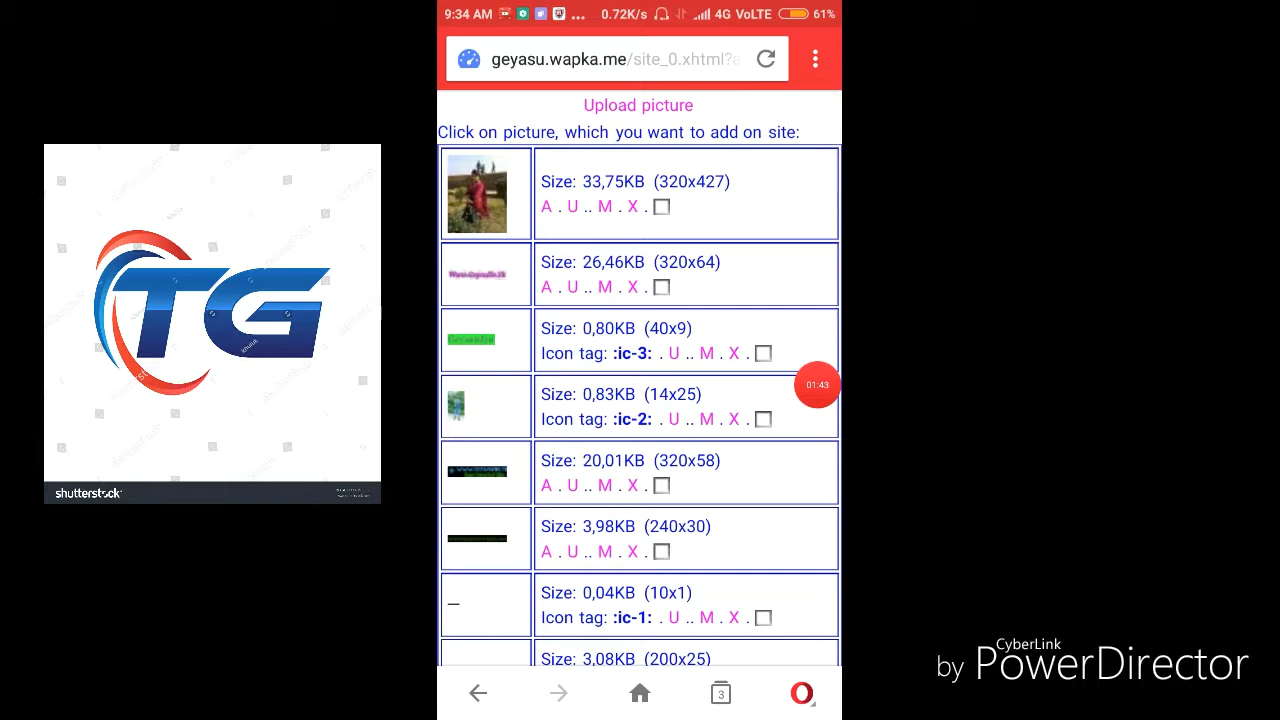 9:34 AM ... 0.72K/s 4G VoLTE 61%
geyasu.wapka.me/site_0.xhtml?a
Upload picture
Click on picture, which you want to add on site:
Size: 33,75KB (320x427)
A . U .. M . X .
Size: 26,46KB (320x64)
A . U .. M . X .
Size: 0,80KB (40x9)
Icon tag: :ic-3: . U .. M . X .
Size: 0,83KB (14x25)
Icon tag: :ic-2: . U .. M . X .
Size: 20,01KB (320x58)
A . U .. M . X .
Size: 3,98KB (240x30)
A . U .. M . X .
Size: 0,04KB (10x1)
Icon tag: :ic-1: . U .. M . X .
Size: 3,08KB (200x25)
01:43
3
TG
shutterstock
CyberLink
by PowerDirector